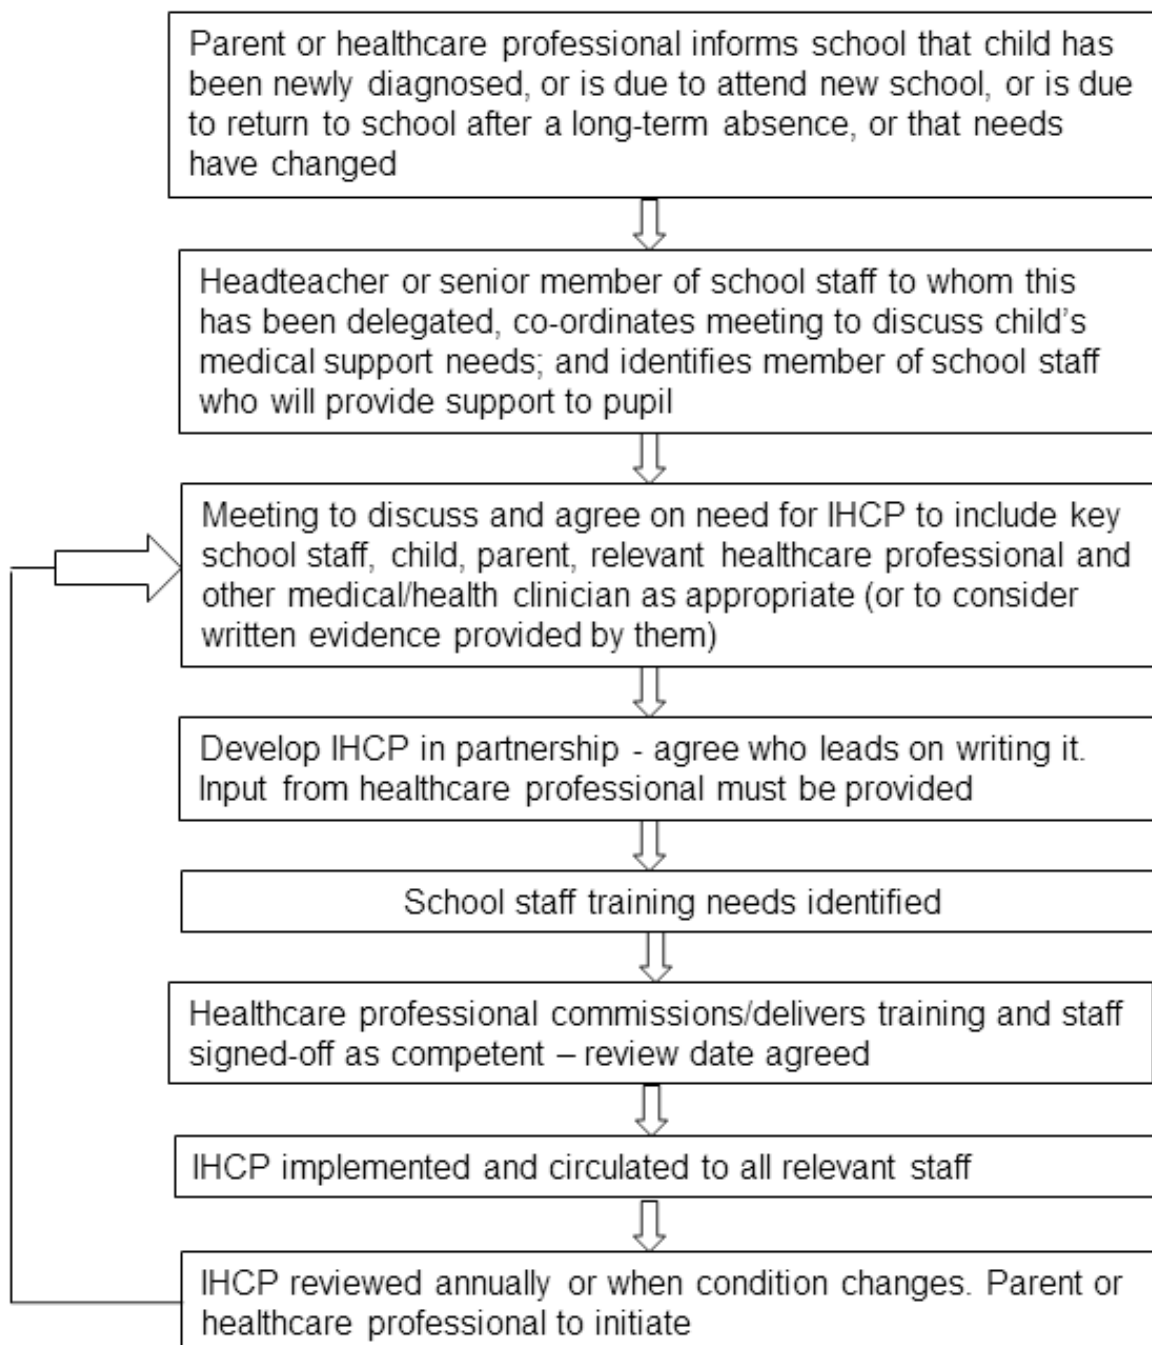 Parent or healthcare professional informs school that child has
been newly diagnosed, or is due to attend new school, or is due
to return to school after a long-term absence, or that needs
have changed
Headteacher or senior member of school staff to whom this
has been delegated, co-ordinates meeting to discuss child's
medical support needs; and identifies member of school staff
who will provide support to pupil
Meeting to discuss and agree on need for IHCP to include key
school staff, child, parent, relevant healthcare professional and
other medical/health clinician as appropriate (or to consider
written evidence provided by them)
Develop IHCP in partnership - agree who leads on writing it.
Input from healthcare professional must be provided
School staff training needs identified
Healthcare professional commissions/delivers training and staff
signed-off as competent – review date agreed
IHCP implemented and circulated to all relevant staff
IHCP reviewed annually or when condition changes. Parent or
healthcare professional to initiate